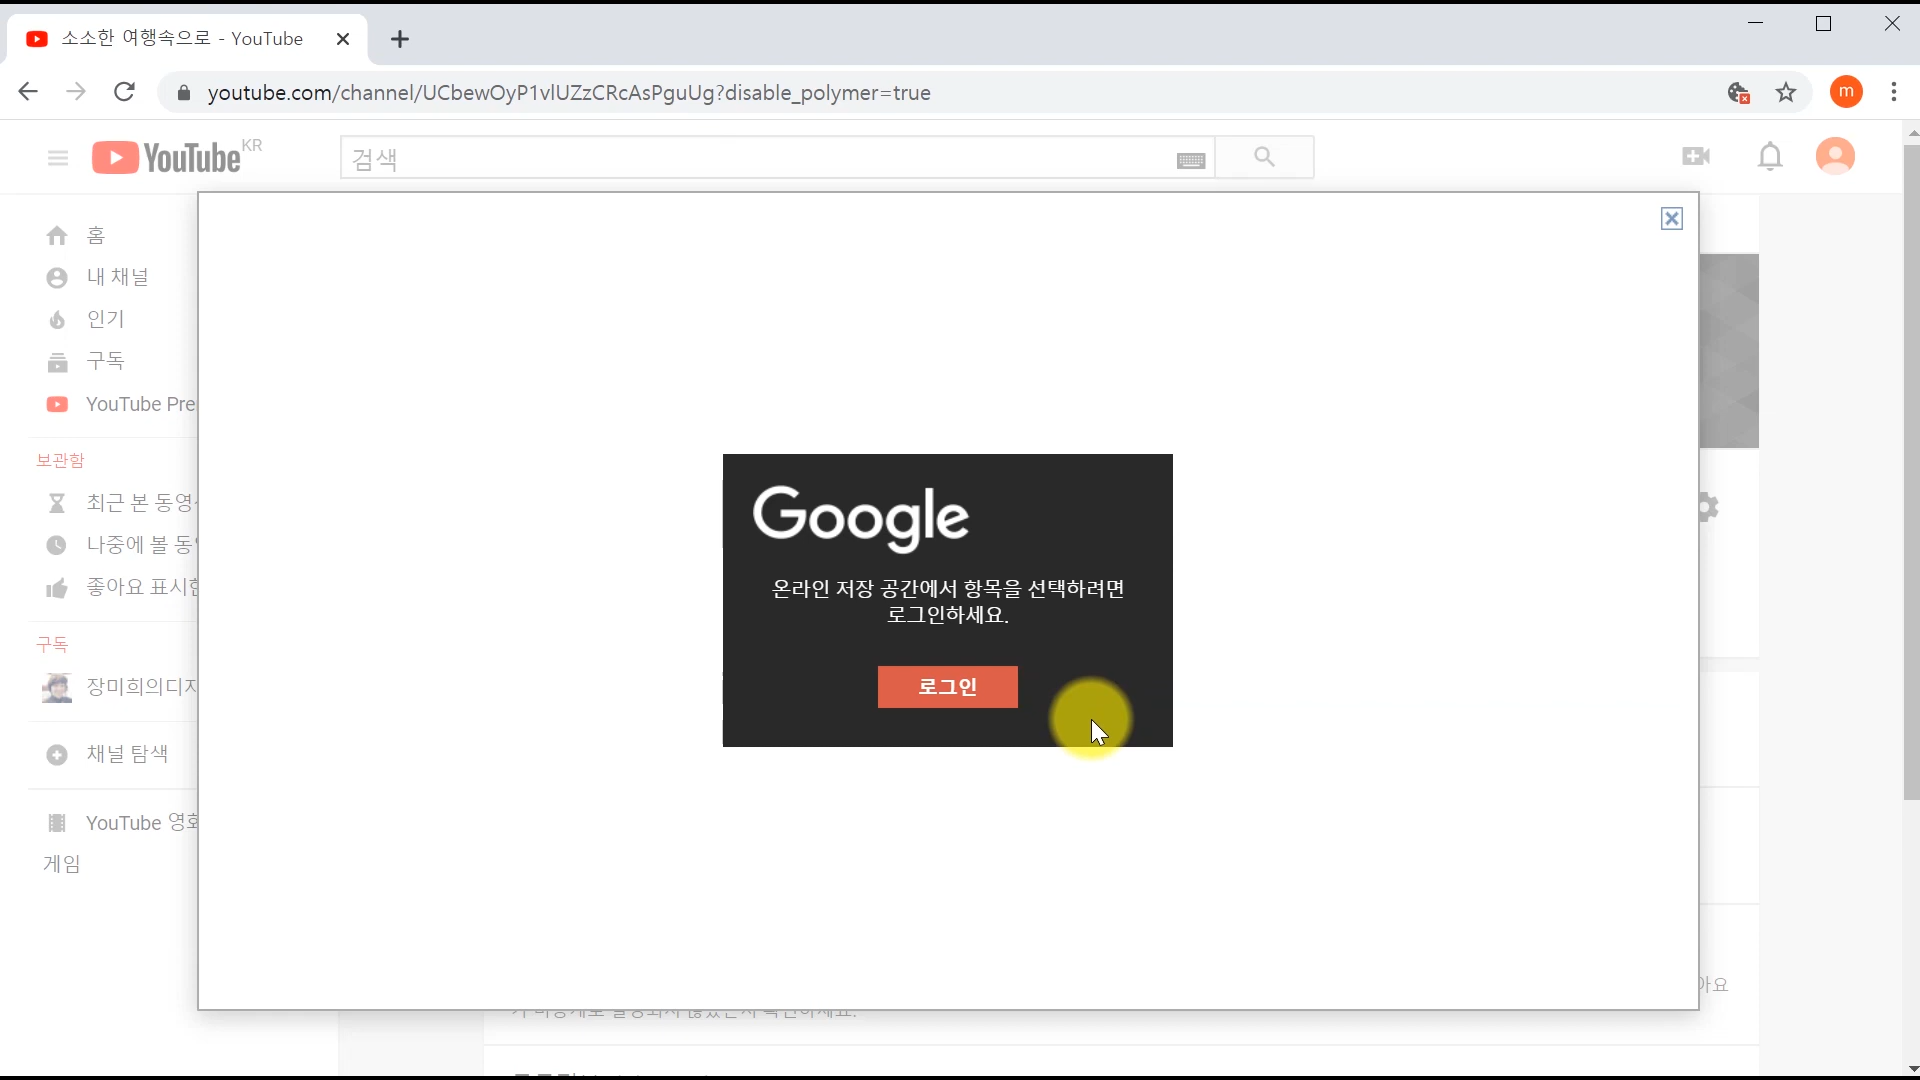 소소한 여행속으로 - YouTube
youtube.com/channel/UCbewOyP1vlUZzCRcAsPguUg?disable_polymer=true
m
YouTube KR
검색
홈
내 채널
인기
구독
YouTube Pre
보관함
최근 본 동영
나중에 볼 동
좋아요 표시한
구독
장미희의디지
채널 탐색
YouTube 영화
게임
Google
온라인 저장 공간에서 항목을 선택하려면
로그인하세요.
로그인
아요